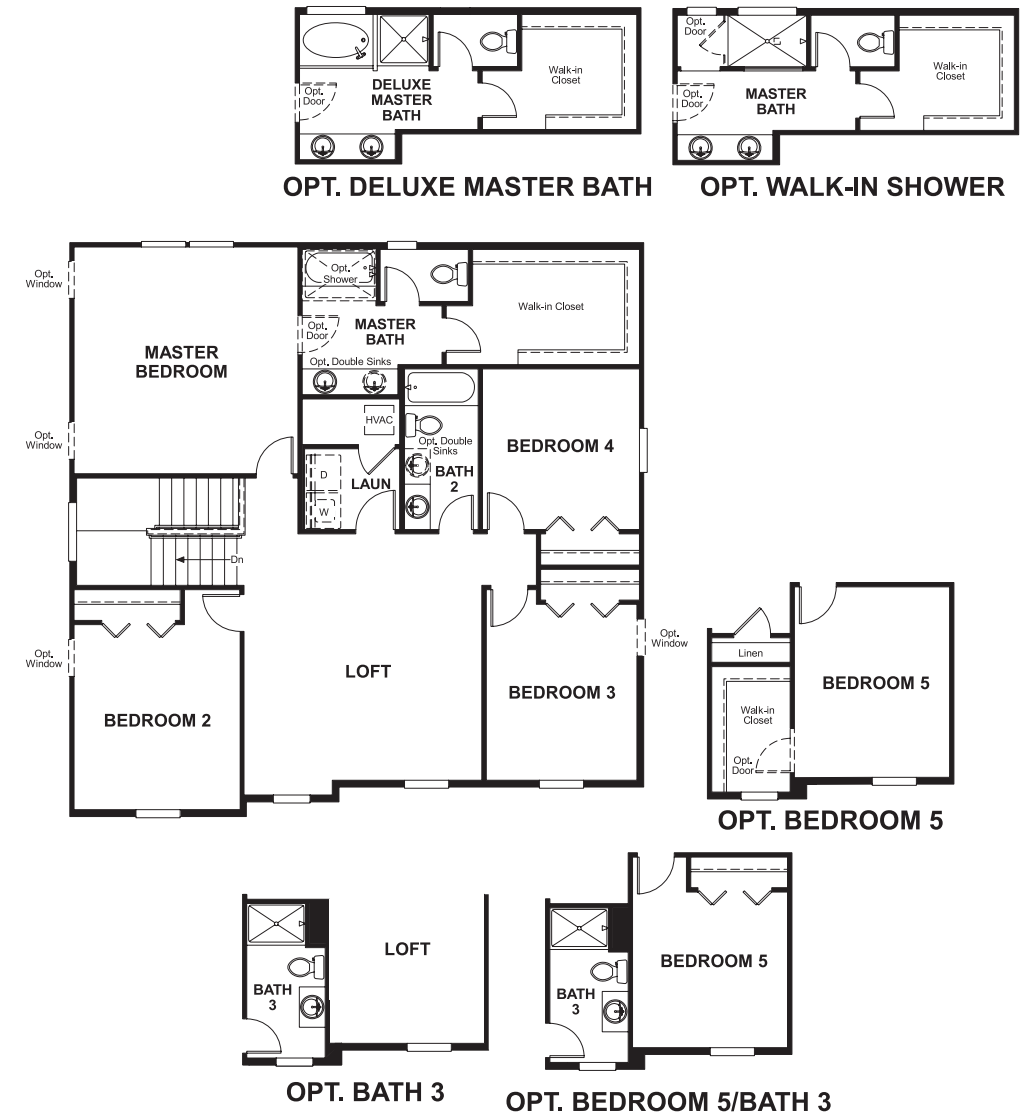 Opt.
Door
DELUXE
MASTER
BATH
Walk-in
Closet
OPT. DELUXE MASTER BATH
Opt.
Door
Opt.
Door
MASTER
BATH
Walk-in
Closet
OPT. WALK-IN SHOWER
Opt.
Window
Opt.
Window
MASTER
BEDROOM
Opt.
Shower
Opt.
Door
MASTER
BATH
Opt. Double Sinks
Walk-in Closet
HVAC
D
W
LAUN
Opt. Double
Sinks
BATH
2
BEDROOM 4
Dn
Opt.
Window
BEDROOM 2
LOFT
BEDROOM 3
Opt.
Window
Linen
Walk-in
Closet
Opt.
Door
BEDROOM 5
OPT. BEDROOM 5
BATH
3
LOFT
OPT. BATH 3
BATH
3
BEDROOM 5
OPT. BEDROOM 5/BATH 3